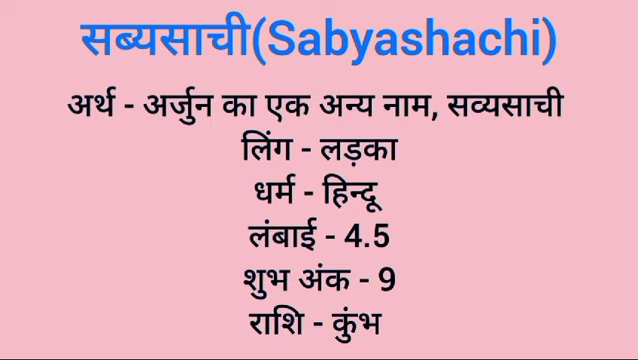 सब्यसाची(Sabyashachi)
अर्थ - अर्जुन का एक अन्य नाम, सव्यसाची
लिंग - लड़का
धर्म - हिन्दू
लंबाई - 4.5
शुभ अंक - 9
राशि - कुंभ